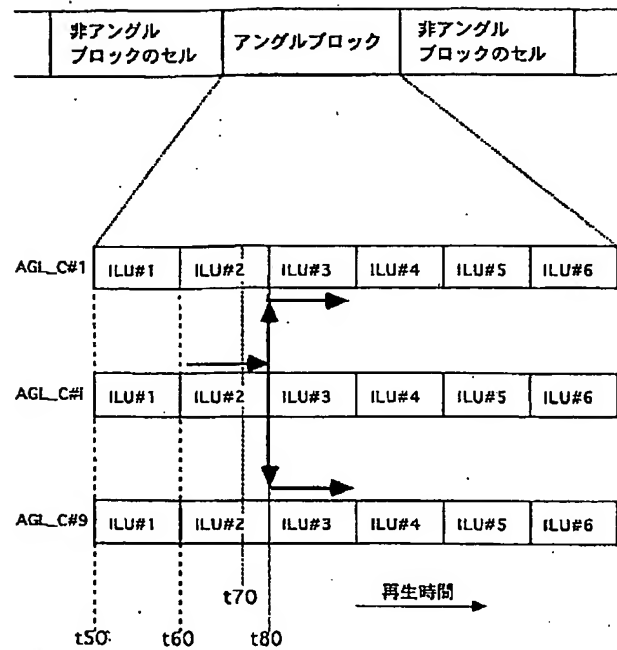 非アングル
ブロックのセル
アングルブロック
非アングル
ブロックのセル
AGL_C#1
ILU#1
ILU#2
ILU#3
ILU#4
ILU#5
ILU#6
AGL_C#i
ILU#1
ILU#2
ILU#3
ILU#4
ILU#5
ILU#6
AGL_C#9
ILU#1
ILU#2
ILU#3
ILU#4
ILU#5
ILU#6
t70
再生時間
t50
t60
t80